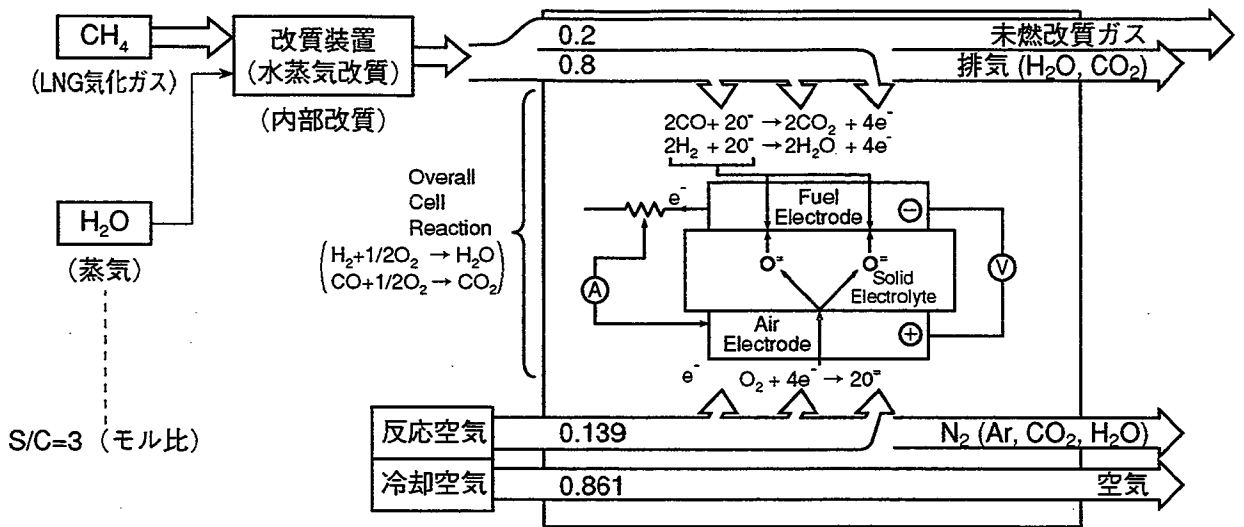 CH₄
(LNG気化ガス)
改質装置
(水蒸気改質)
(内部改質)
H₂O
(蒸気)
S/C=3 (モル比)
0.2
未燃改質ガス
0.8
排気 (H₂O, CO₂)
2CO+ 20⁻ →2CO₂ + 4e⁻
2H₂ + 20⁻ →2H₂O + 4e⁻
Overall
Cell
Reaction
(H₂+1/2O₂ → H₂O
CO+1/2O₂→ CO₂)
e⁻
Fuel
Electrode
⊖
O⁼
O⁼
Solid
Electrolyte
A
V
Air
Electrode
⊕
e⁻
O₂ + 4e⁻ → 20⁼
反応空気
0.139
N₂ (Ar, CO₂, H₂O)
冷却空気
0.861
空気